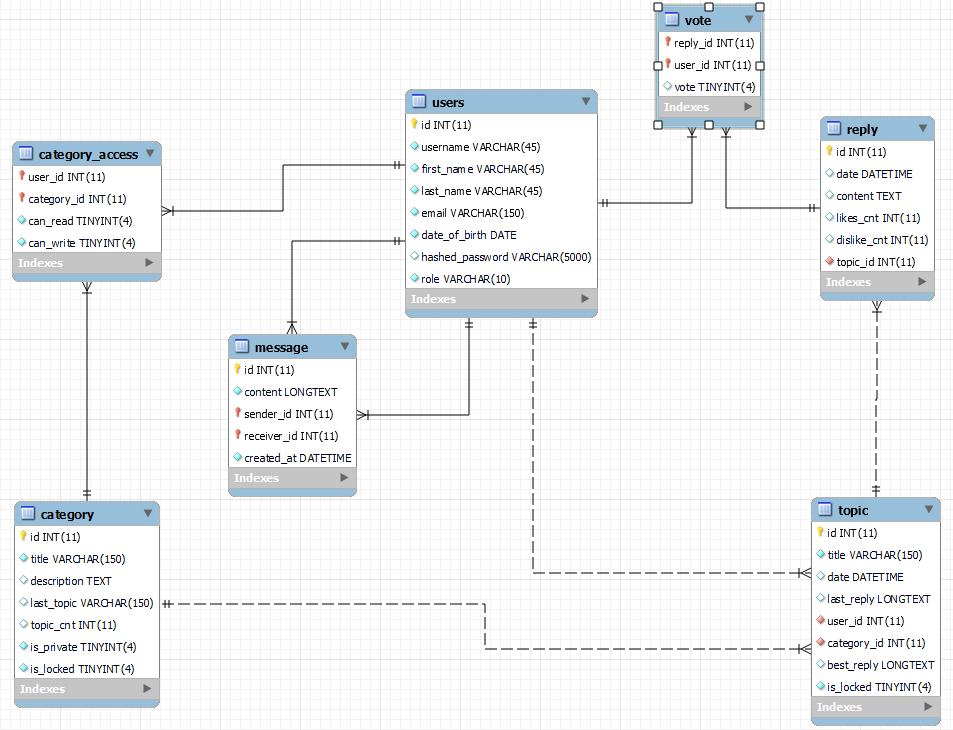 vote
reply_id INT(11)
user_id INT(11)
vote TINYINT(4)
Indexes
users
id INT(11)
username VARCHAR(45)
first_name VARCHAR(45)
last_name VARCHAR(45)
email VARCHAR(150)
date_of_birth DATE
hashed_password VARCHAR(5000)
role VARCHAR(10)
Indexes
reply
id INT(11)
date DATETIME
content TEXT
likes_cnt INT(11)
dislike_cnt INT(11)
topic_id INT(11)
Indexes
category_access
user_id INT(11)
category_id INT(11)
can_read TINYINT(4)
can_write TINYINT(4)
Indexes
message
id INT(11)
content LONGTEXT
sender_id INT(11)
receiver_id INT(11)
created_at DATETIME
Indexes
category
id INT(11)
title VARCHAR(150)
description TEXT
last_topic VARCHAR(150)
topic_cnt INT(11)
is_private TINYINT(4)
is_locked TINYINT(4)
Indexes
topic
id INT(11)
title VARCHAR(150)
date DATETIME
last_reply LONGTEXT
user_id INT(11)
category_id INT(11)
best_reply LONGTEXT
is_locked TINYINT(4)
Indexes